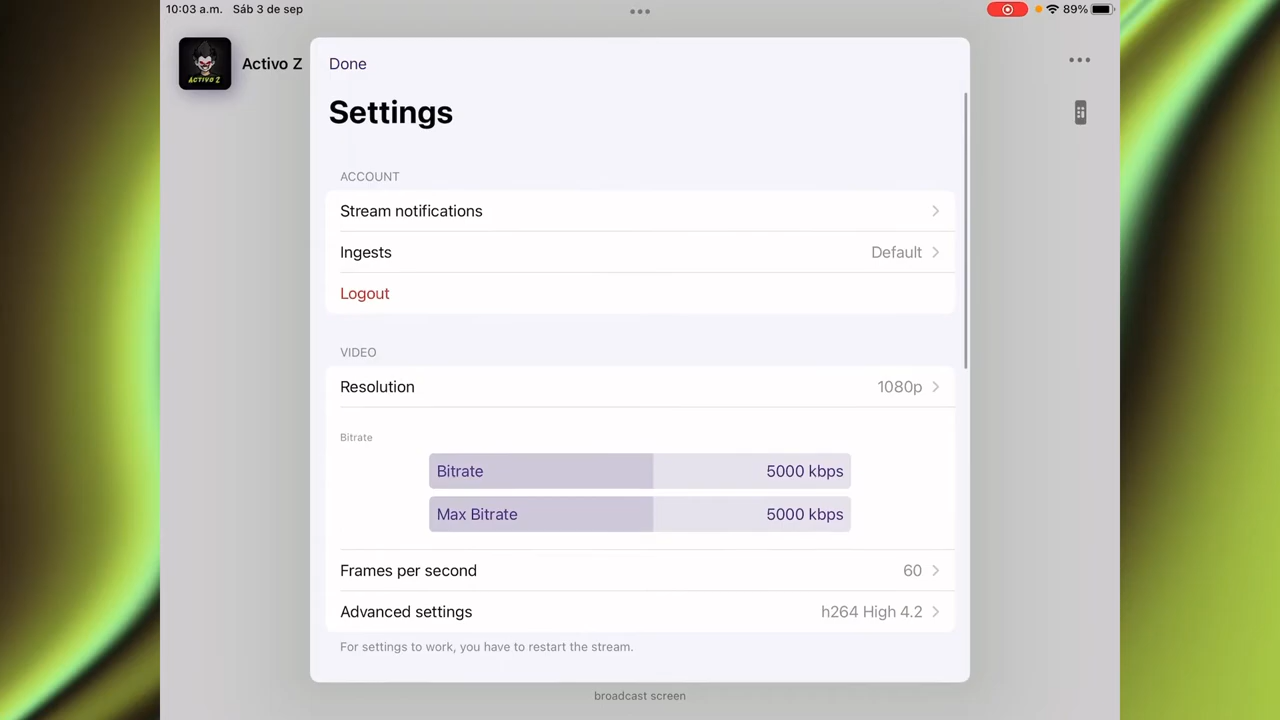 10:03 a.m. Sáb 3 de sep
89%
ACTIVO Z
Activo Z
Done
Settings
ACCOUNT
Stream notifications
Ingests Default
Logout
VIDEO
Resolution 1080p
Bitrate
Bitrate 5000 kbps
Max Bitrate 5000 kbps
Frames per second 60
Advanced settings h264 High 4.2
For settings to work, you have to restart the stream.
broadcast screen